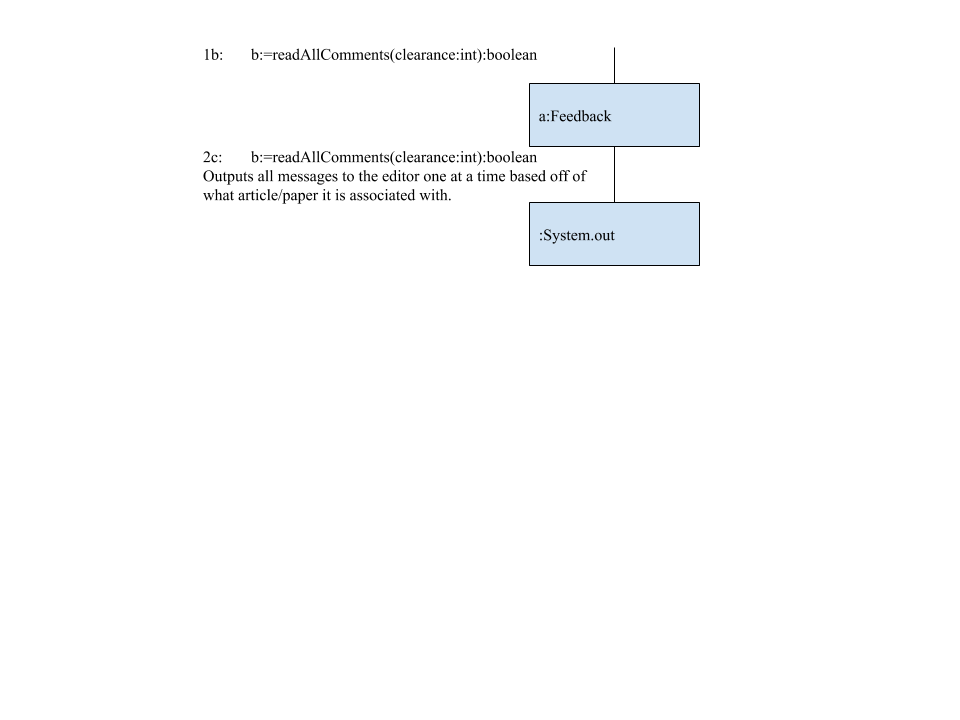 1b: b:=readAllComments(clearance:int):boolean
a:Feedback
2c: b:=readAllComments(clearance:int):boolean
Outputs all messages to the editor one at a time based off of
what article/paper it is associated with.
:System.out